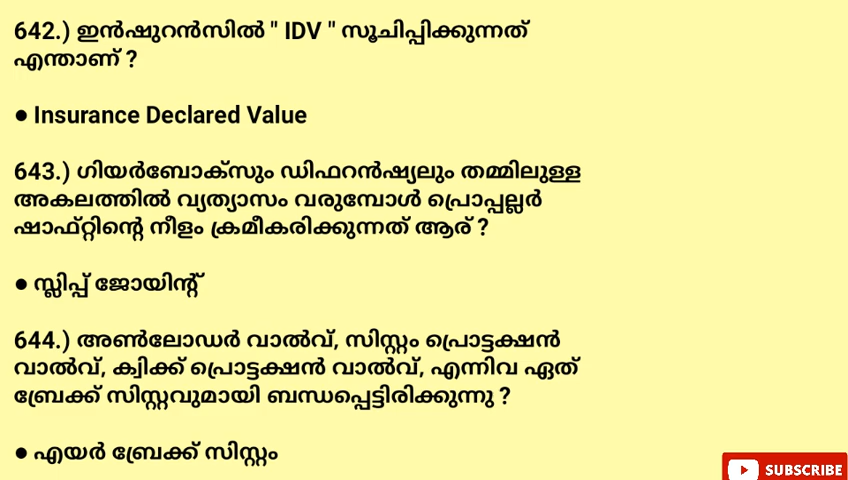 642.) ഇൻഷുറൻസിൽ " IDV " സൂചിപ്പിക്കുന്നത്
എന്താണ് ?
● Insurance Declared Value
643.) ഗിയർബോക്സും ഡിഫറൻഷ്യലും തമ്മിലുള്ള
അകലത്തിൽ വ്യത്യാസം വരുമ്പോൾ പ്രൊപ്പല്ലർ
ഷാഫ്റ്റിന്റെ നീളം ക്രമീകരിക്കുന്നത് ആര് ?
● സ്ലിപ്പ് ജോയിന്റ്
644.) അൺലോഡർ വാൽവ്, സിസ്റ്റം പ്രൊട്ടക്ഷൻ
വാൽവ്, ക്വിക്ക് പ്രൊട്ടക്ഷൻ വാൽവ്, എന്നിവ ഏത്
ബ്രേക്ക് സിസ്റ്റവുമായി ബന്ധപ്പെട്ടിരിക്കുന്നു ?
● എയർ ബ്രേക്ക് സിസ്റ്റം
SUBSCRIBE